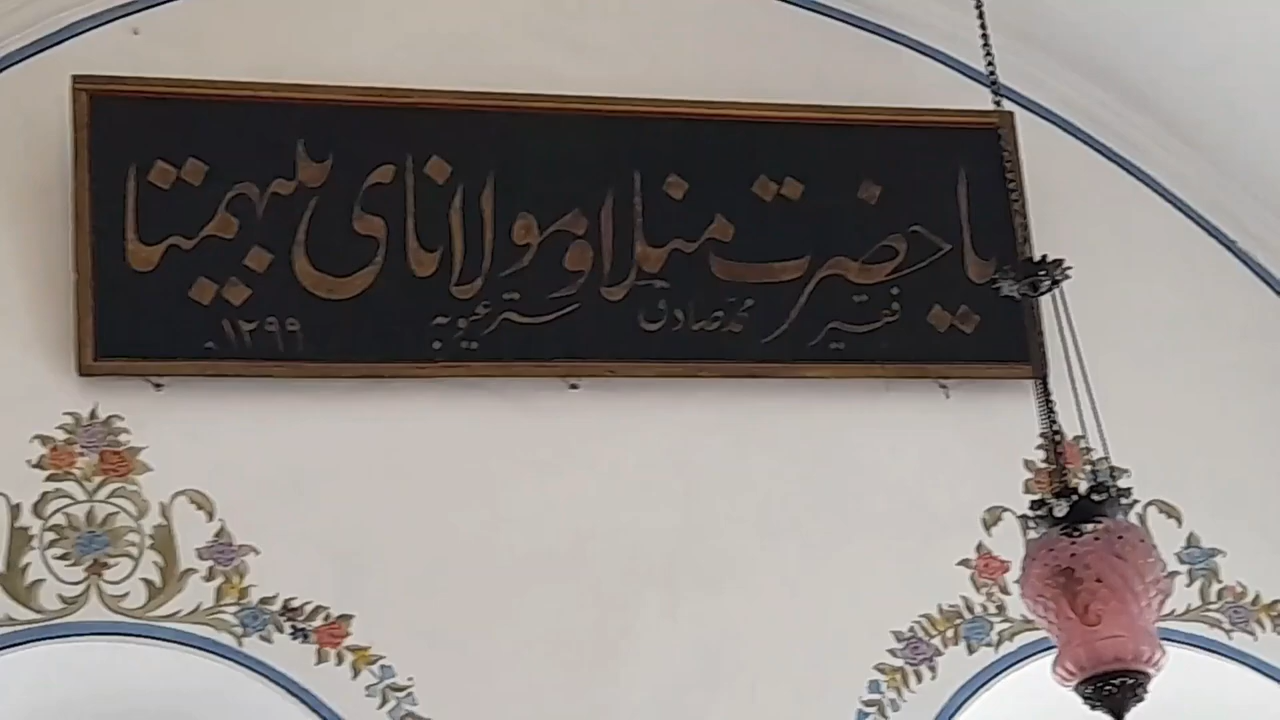 یا حضرت منلا و مولانای بیهمتا
فقیر محمد صادق ستر عیوبه
۱۲۹۹